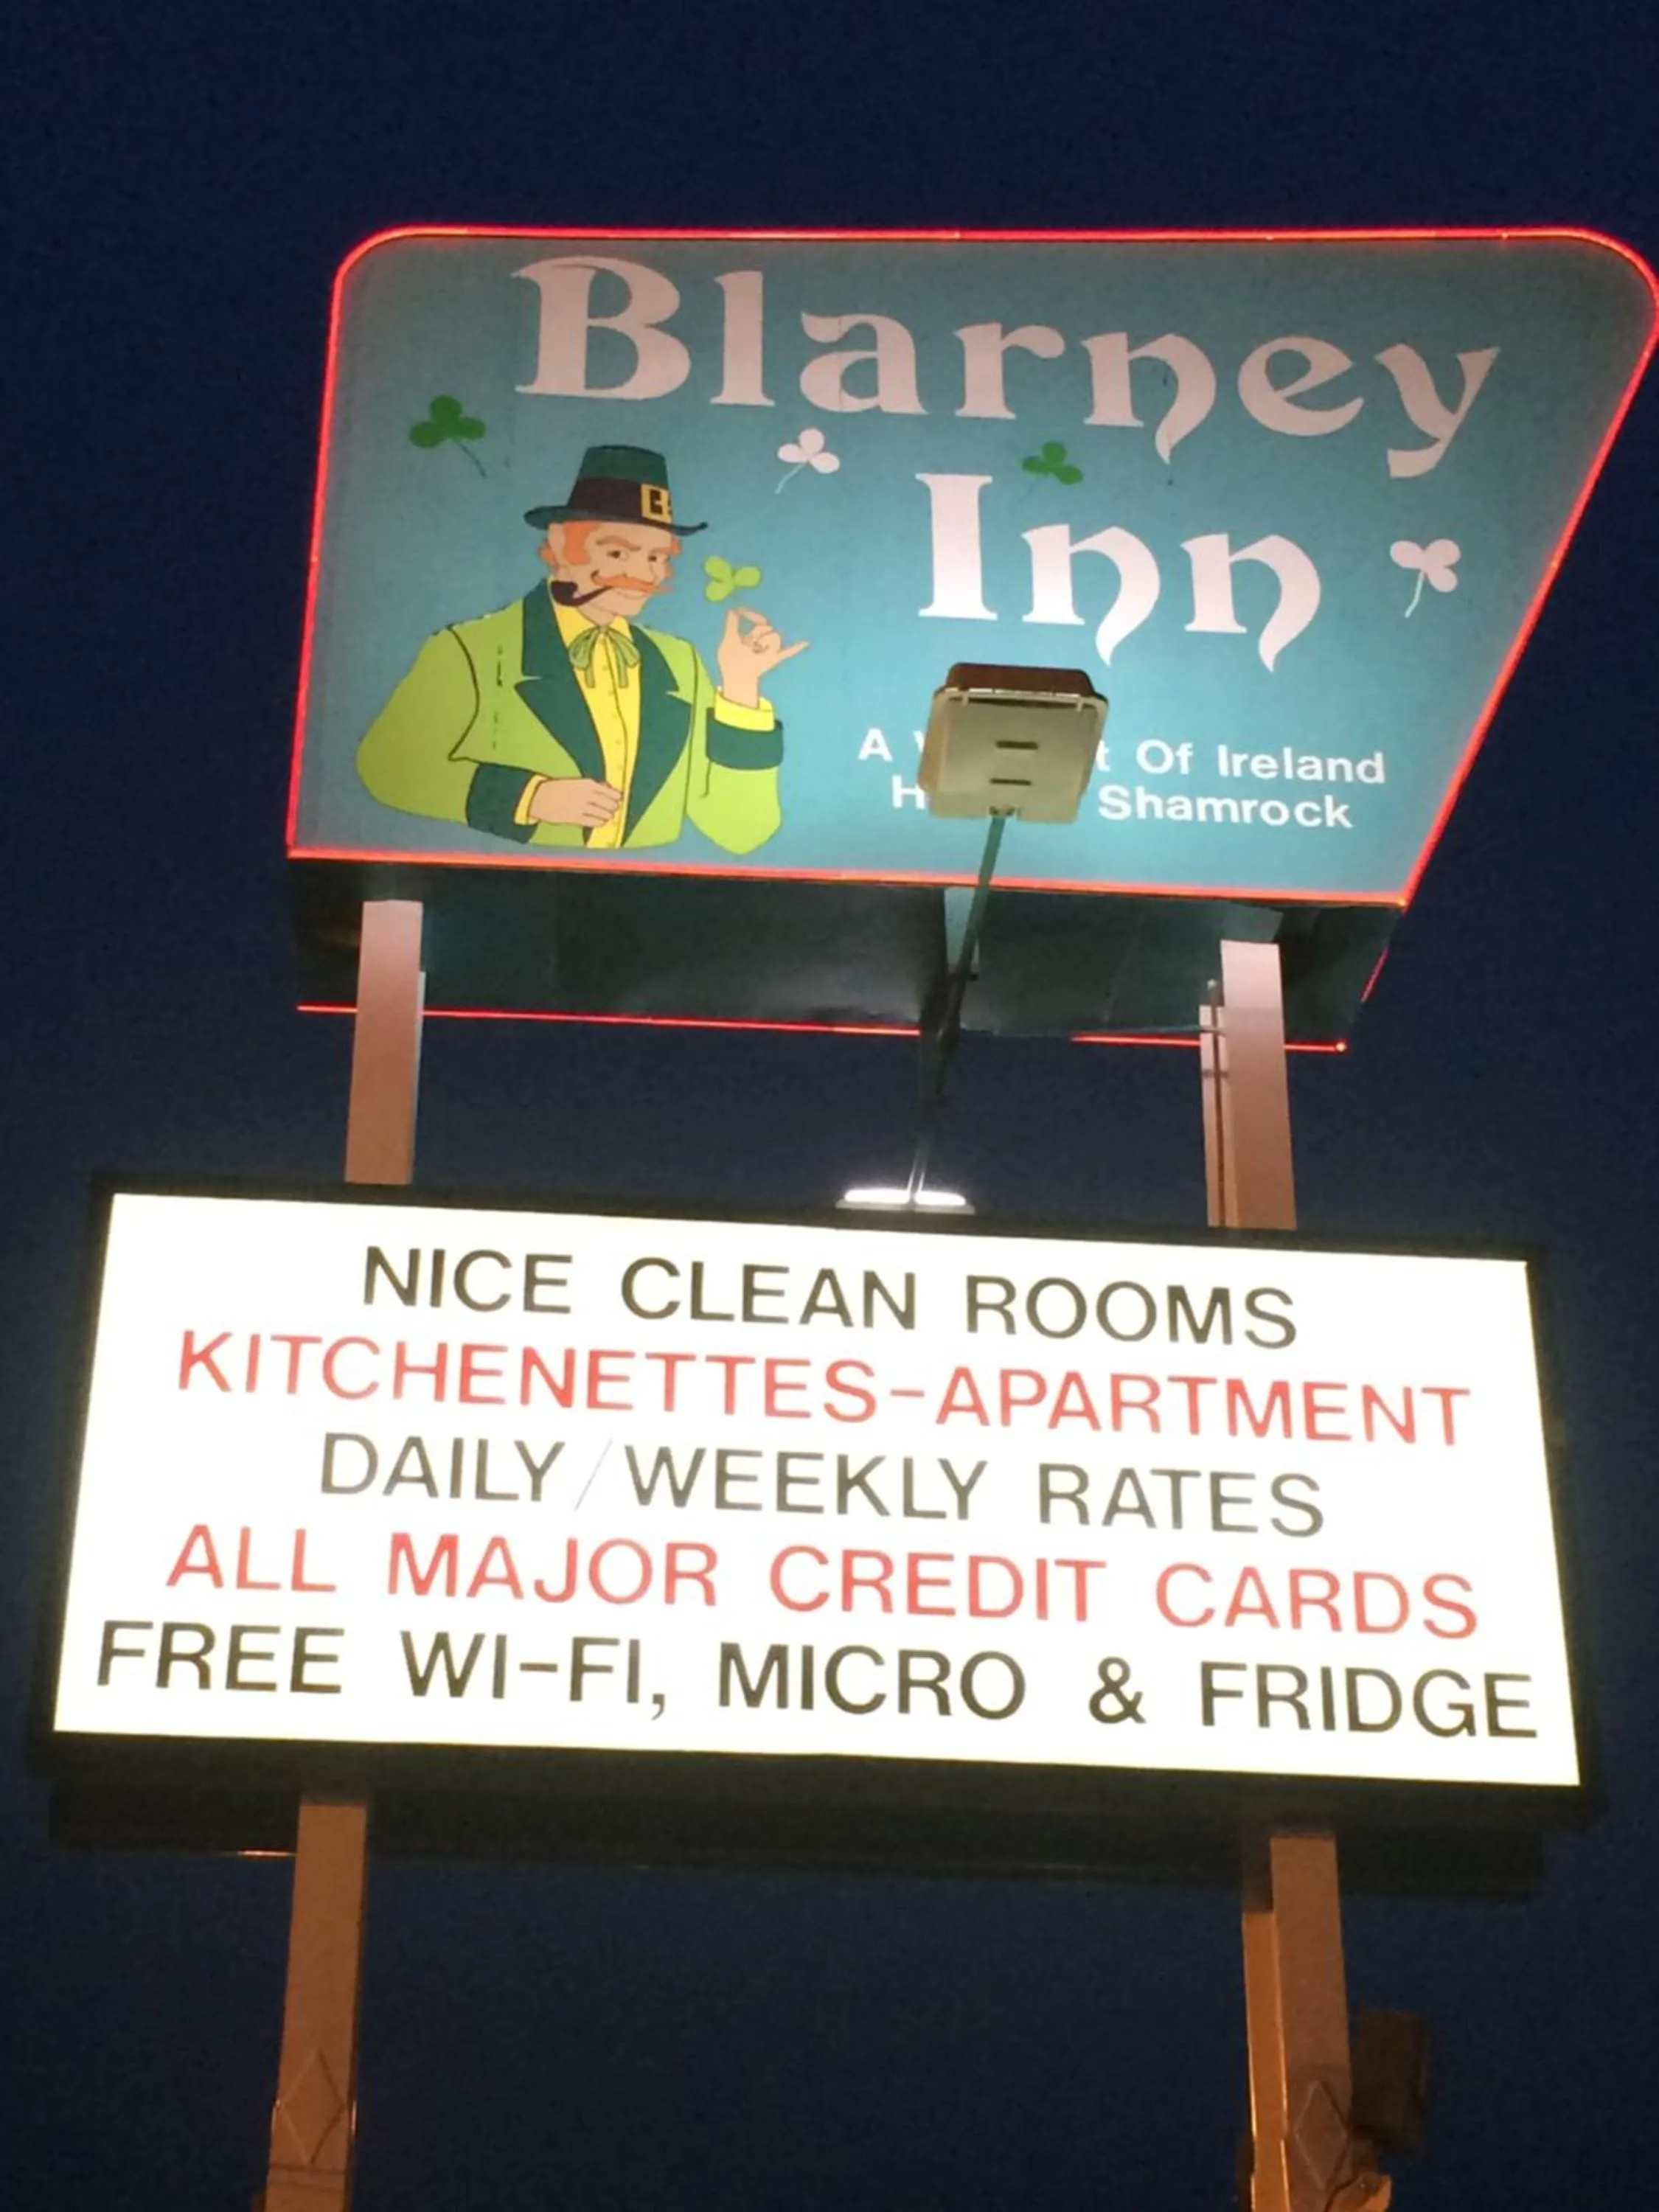 Blarney
Inn
A t Of Ireland
H Shamrock
NICE CLEAN ROOMS
KITCHENETTES-APARTMENT
DAILY/WEEKLY RATES
ALL MAJOR CREDIT CARDS
FREE WI-FI, MICRO & FRIDGE